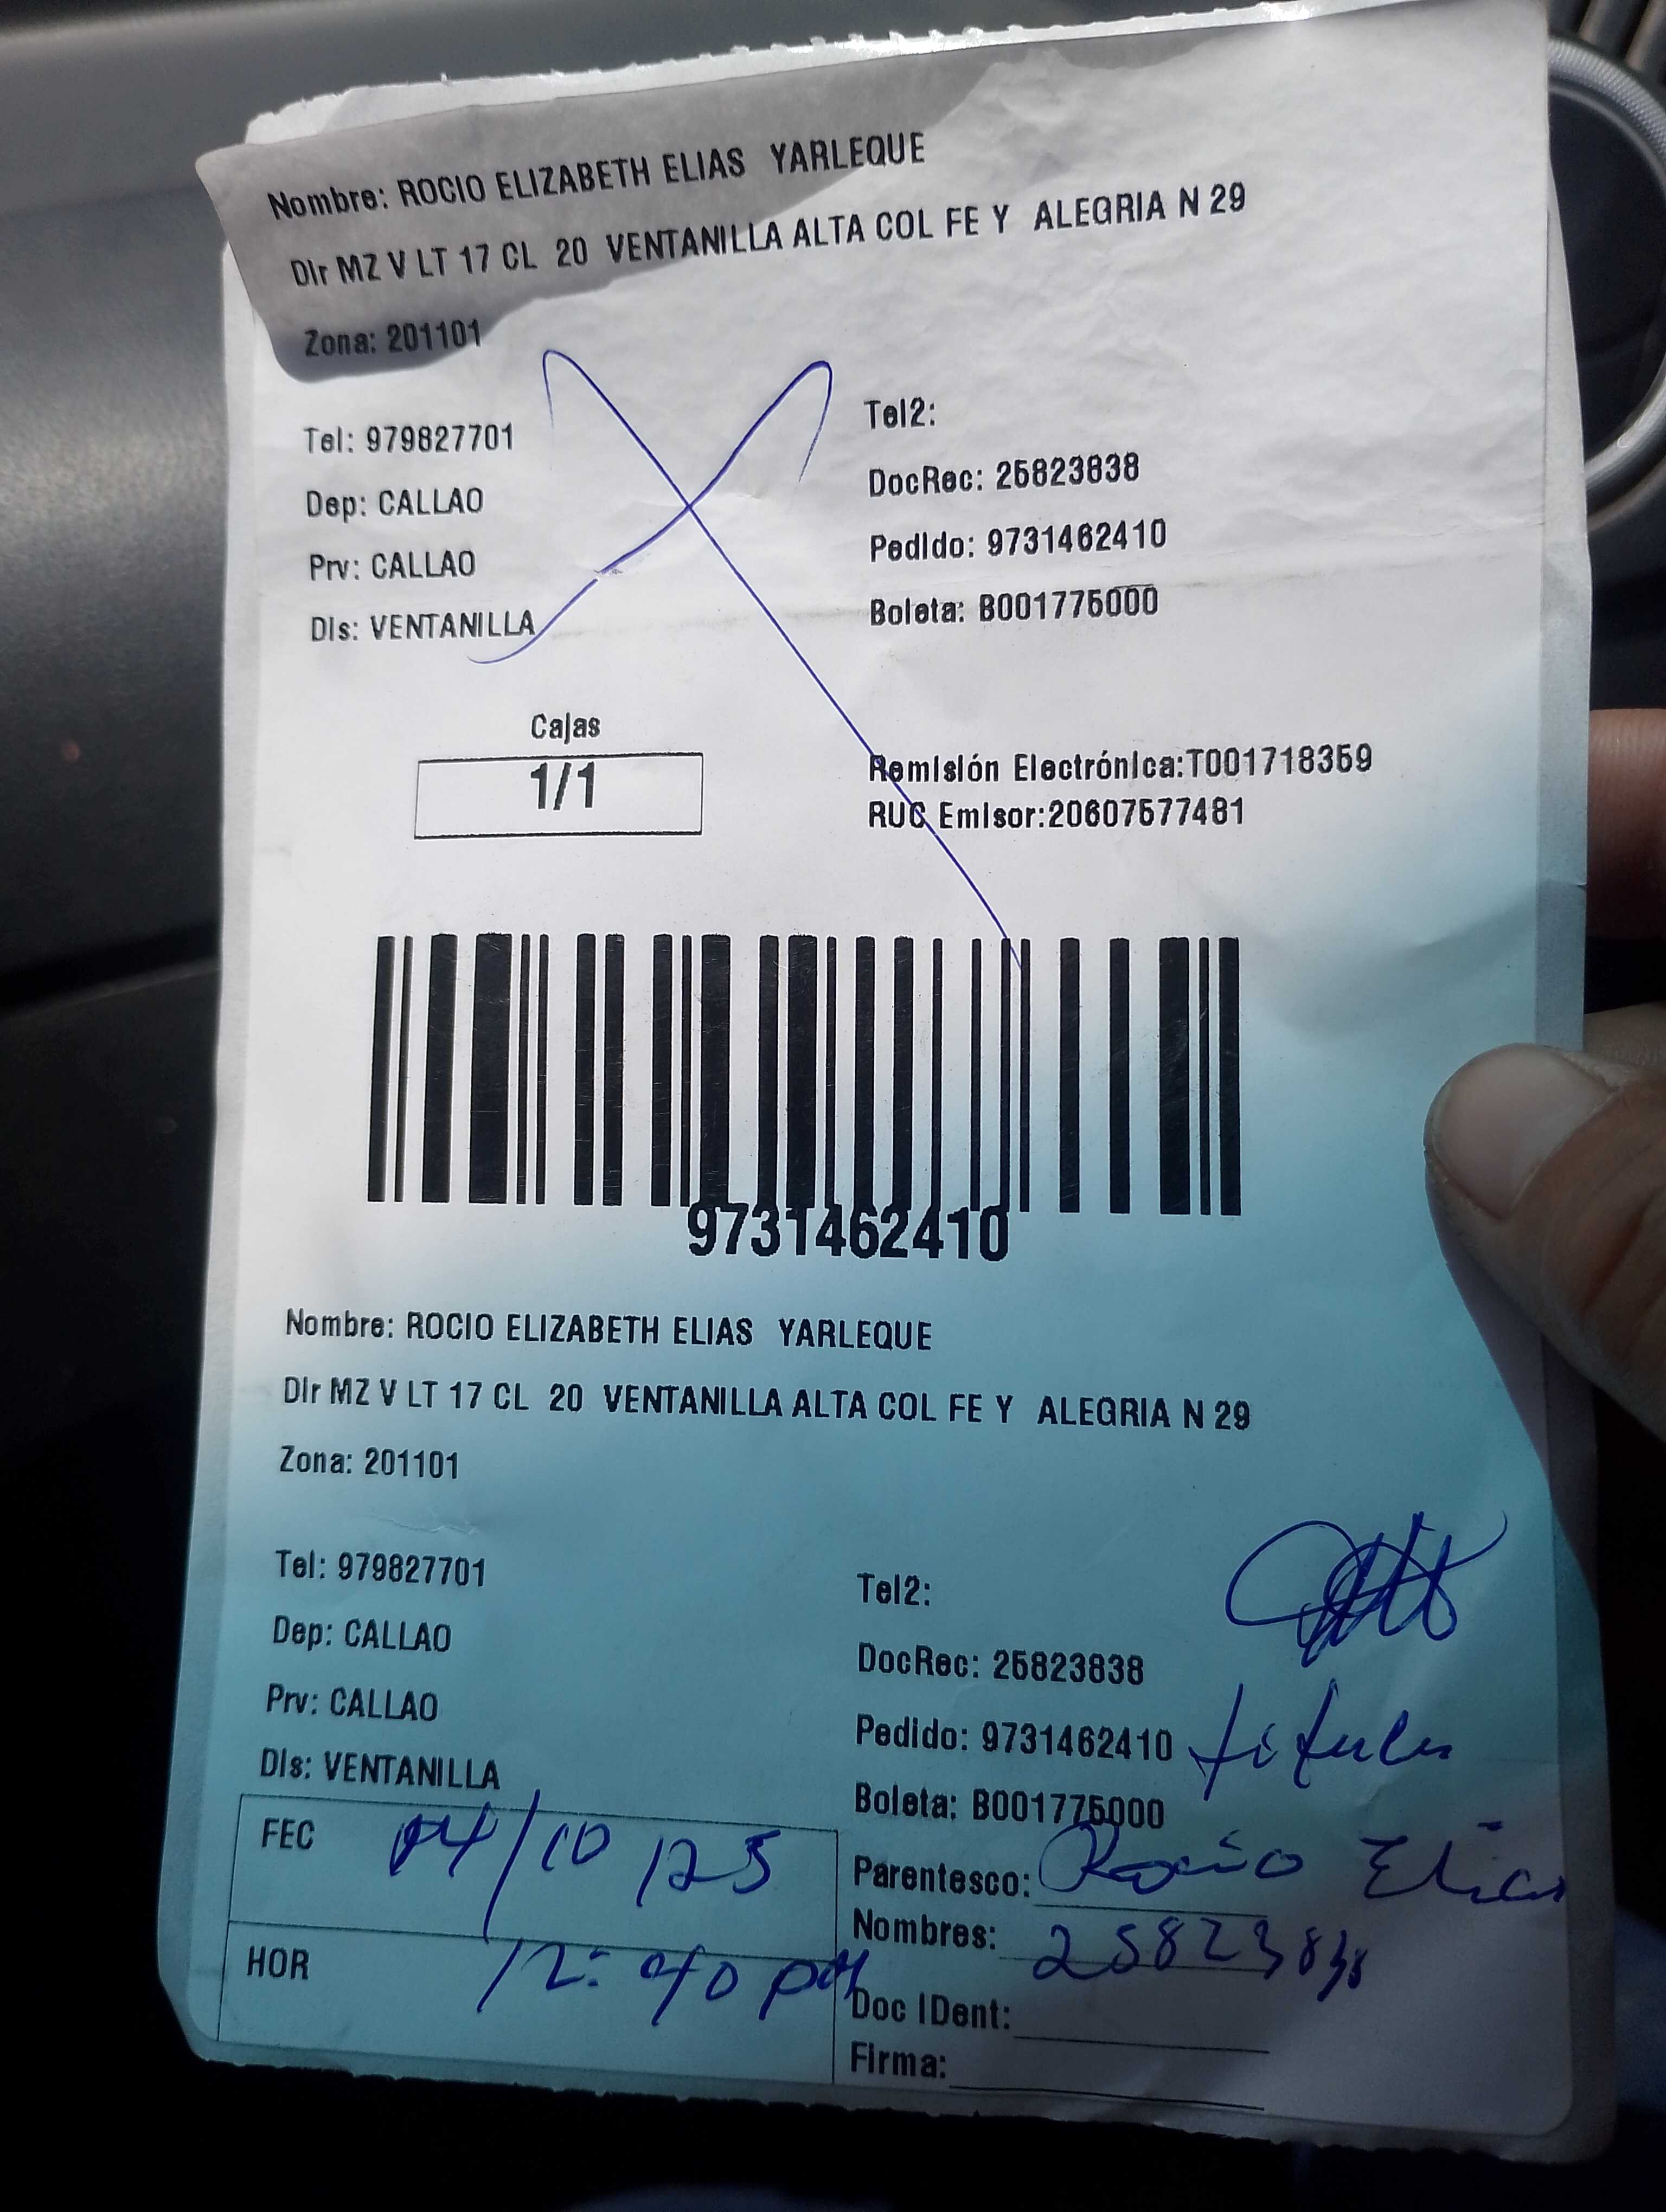 Nombre: ROCIO ELIZABETH ELIAS YARLEQUE
Dir MZ V LT 17 CL 20 VENTANILLA ALTA COL FE Y ALEGRIA N 29
Zona: 201101
Tel: 979827701
Tel2:
Dep: CALLAO
DocRec: 25823838
Prv: CALLAO
Pedido: 9731462410
Dis: VENTANILLA
Boleta: B001775000
Cajas
1/1
Remisión Electrónica:T001718359
RUC Emisor:20607577481
9731462410
Nombre: ROCIO ELIZABETH ELIAS YARLEQUE
Dir MZ V LT 17 CL 20 VENTANILLA ALTA COL FE Y ALEGRIA N 29
Zona: 201101
Tel: 979827701
Tel2:
Dep: CALLAO
DocRec: 25823838
Prv: CALLAO
Pedido: 9731462410 titular
Dis: VENTANILLA
Boleta: B001775000
FEC 04/10/25
Parentesco: Rocio Elias
Nombres: 25823838
HOR 12:40 pm
Doc IDent:
Firma: